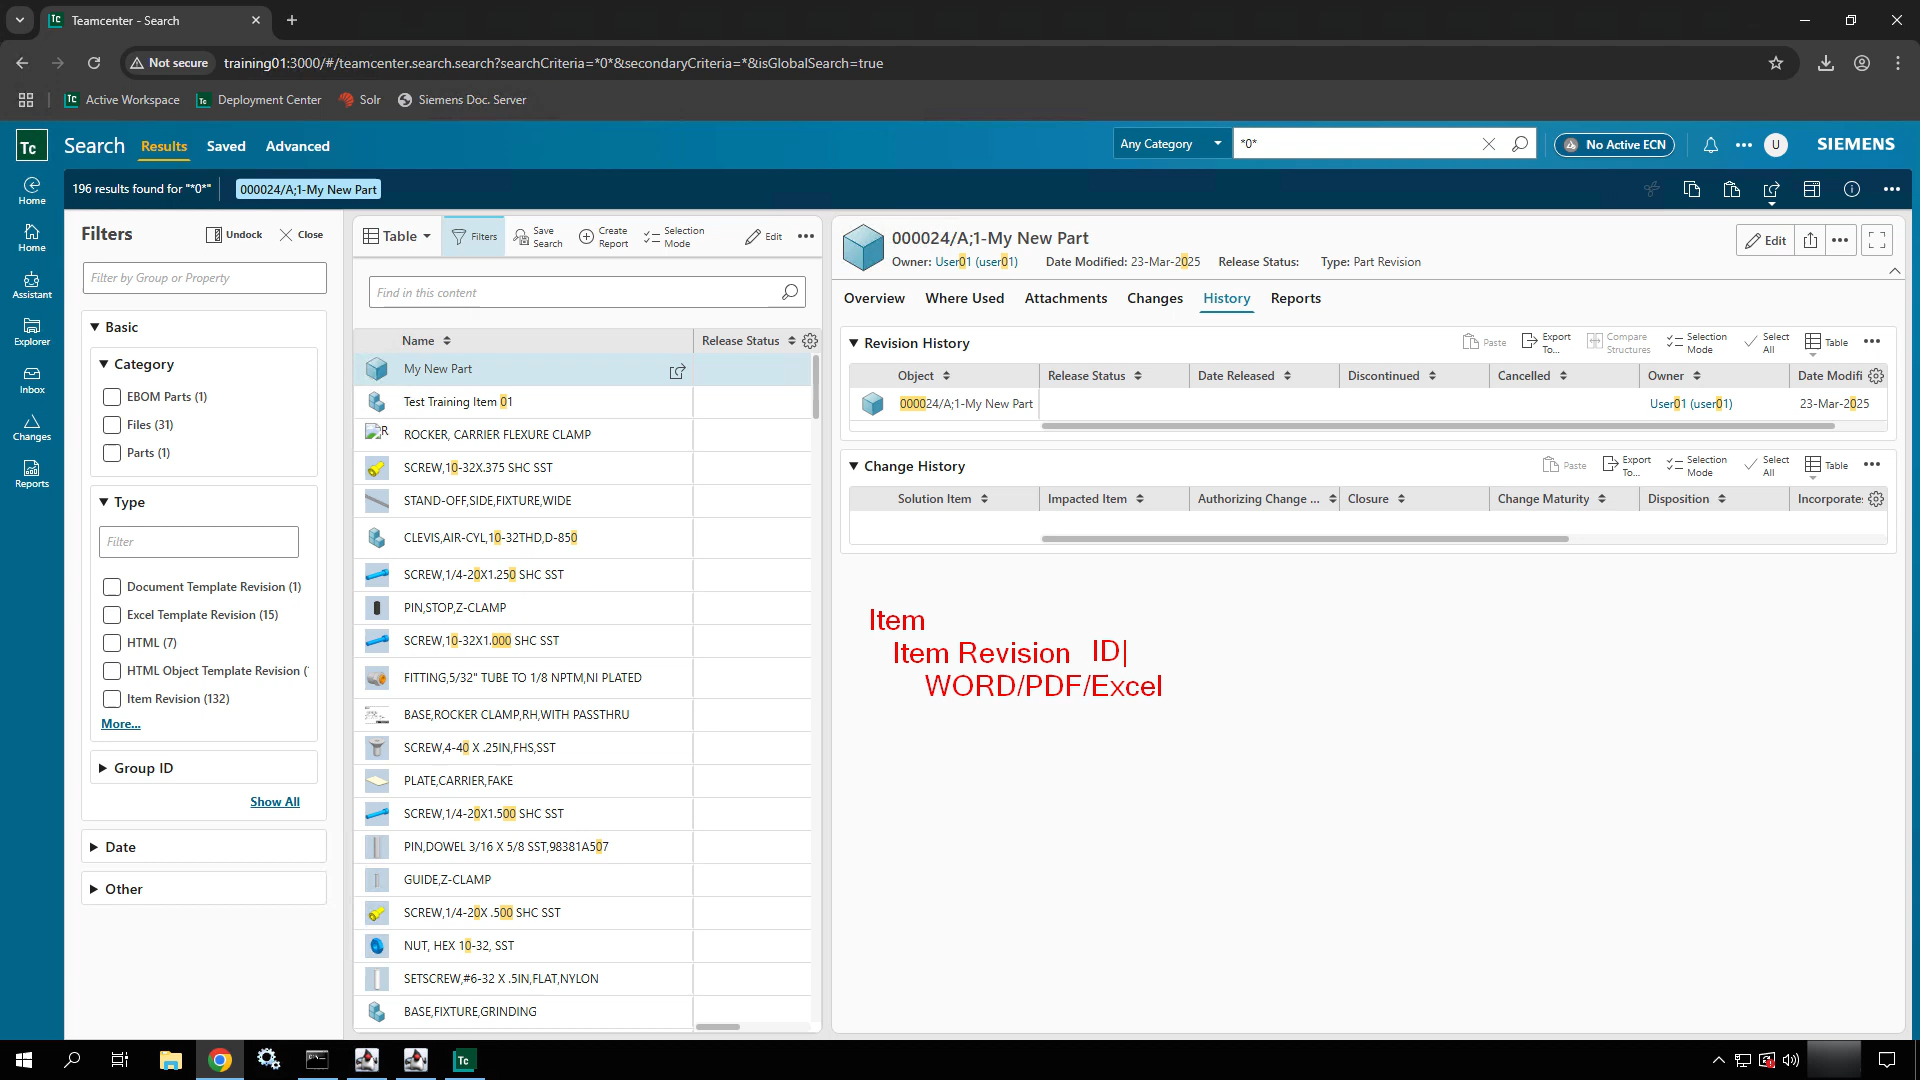 Teamcenter - Search
Not secure
training01:3000/#/teamcenter.search.search?searchCriteria=*0*&secondaryCriteria=*&isGlobalSearch=true
Active Workspace
Deployment Center
Solr
Siemens Doc. Server
Tc
Search
Results
Saved
Advanced
Any Category
*0*
No Active ECN
U
SIEMENS
196 results found for "*0*"
000024/A;1-My New Part
Home
Home
Assistant
Explorer
Inbox
Changes
Reports
Filters
Undock
Close
Filter by Group or Property
Basic
Category
EBOM Parts (1)
Files (31)
Parts (1)
Type
Filter
Document Template Revision (1)
Excel Template Revision (15)
HTML (7)
HTML Object Template Revision (
Item Revision (132)
More...
Group ID
Show All
Date
Other
Table
Filters
Save Search
Create Report
Selection Mode
Edit
Find in this content
Name
Release Status
My New Part
Test Training Item 01
ROCKER, CARRIER FLEXURE CLAMP
SCREW,10-32X.375 SHC SST
STAND-OFF,SIDE,FIXTURE,WIDE
CLEVIS,AIR-CYL,10-32THD,D-850
SCREW,1/4-20X1.250 SHC SST
PIN,STOP,Z-CLAMP
SCREW,10-32X1.000 SHC SST
FITTING,5/32" TUBE TO 1/8 NPTM,NI PLATED
BASE,ROCKER CLAMP,RH,WITH PASSTHRU
SCREW,4-40 X .25IN,FHS,SST
PLATE,CARRIER,FAKE
SCREW,1/4-20X1.500 SHC SST
PIN,DOWEL 3/16 X 5/8 SST,98381A507
GUIDE,Z-CLAMP
SCREW,1/4-20X .500 SHC SST
NUT, HEX 10-32, SST
SETSCREW,#6-32 X .5IN,FLAT,NYLON
BASE,FIXTURE,GRINDING
000024/A;1-My New Part
Owner: User01 (user01) Date Modified: 23-Mar-2025 Release Status: Type: Part Revision
Edit
Overview
Where Used
Attachments
Changes
History
Reports
Revision History
Paste
Export To...
Compare Structures
Selection Mode
Select All
Table
Object
Release Status
Date Released
Discontinued
Cancelled
Owner
Date Modifi
000024/A;1-My New Part
User01 (user01)
23-Mar-2025
Change History
Paste
Export To...
Selection Mode
Select All
Table
Solution Item
Impacted Item
Authorizing Change ...
Closure
Change Maturity
Disposition
Incorporate
Item
Item Revision ID
WORD/PDF/Excel
Tc